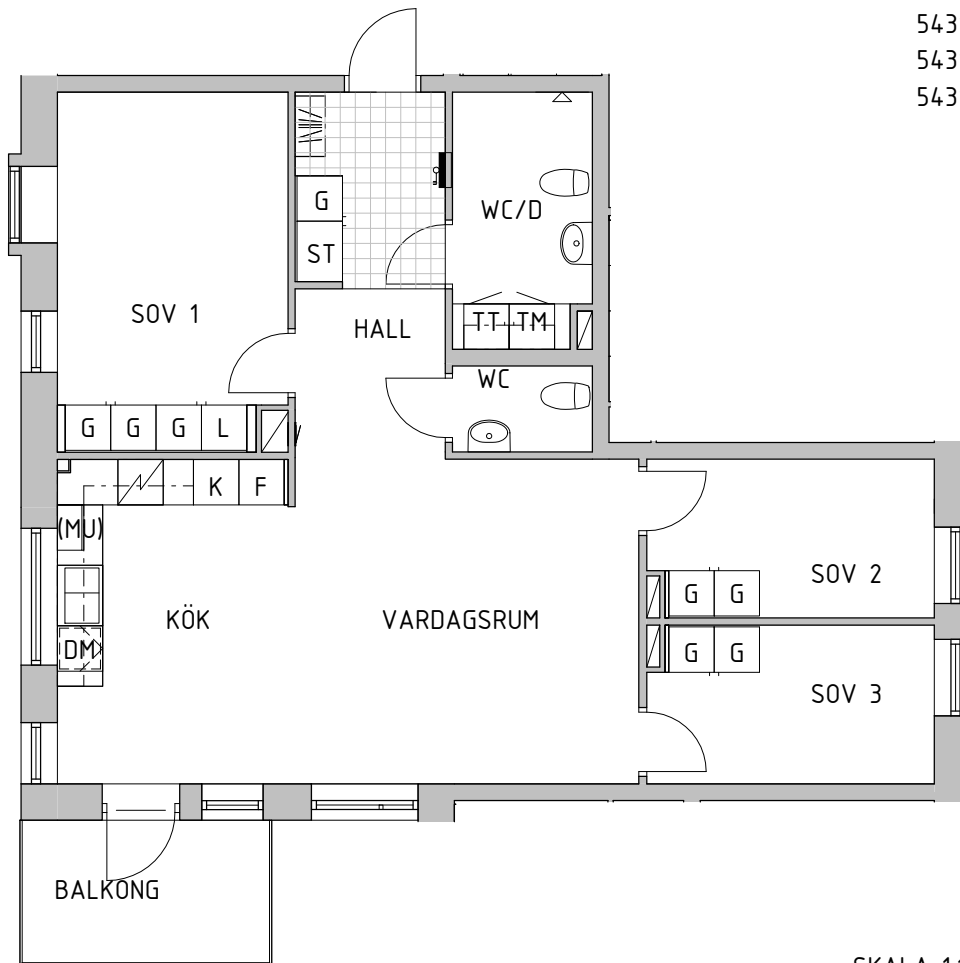 543
543
543
G
ST
WC/D
SOV 1
HALL
TT TM
WC
G G G L
K F
(MU)
SOV 2
G G
KÖK
VARDAGSRUM
DM
G G
SOV 3
BALKONG